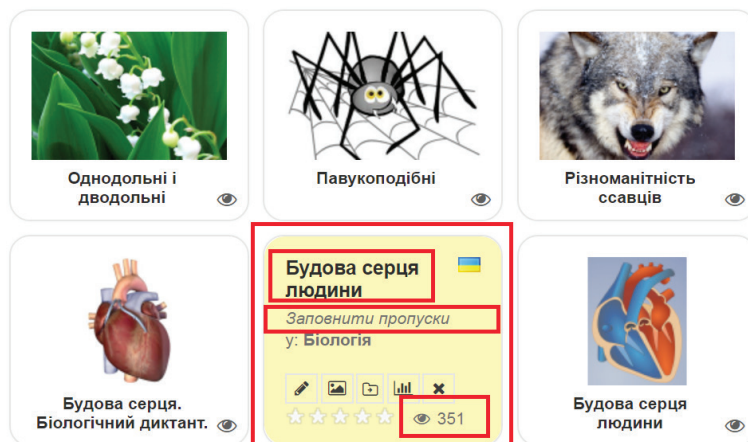 Однодольні і
дводольні
Павукоподібні
Різноманітність
ссавців
Будова серця.
Біологічний диктант.
Будова серця
людини
Заповнити пропуски
у: Біологія
351
Будова серця
людини